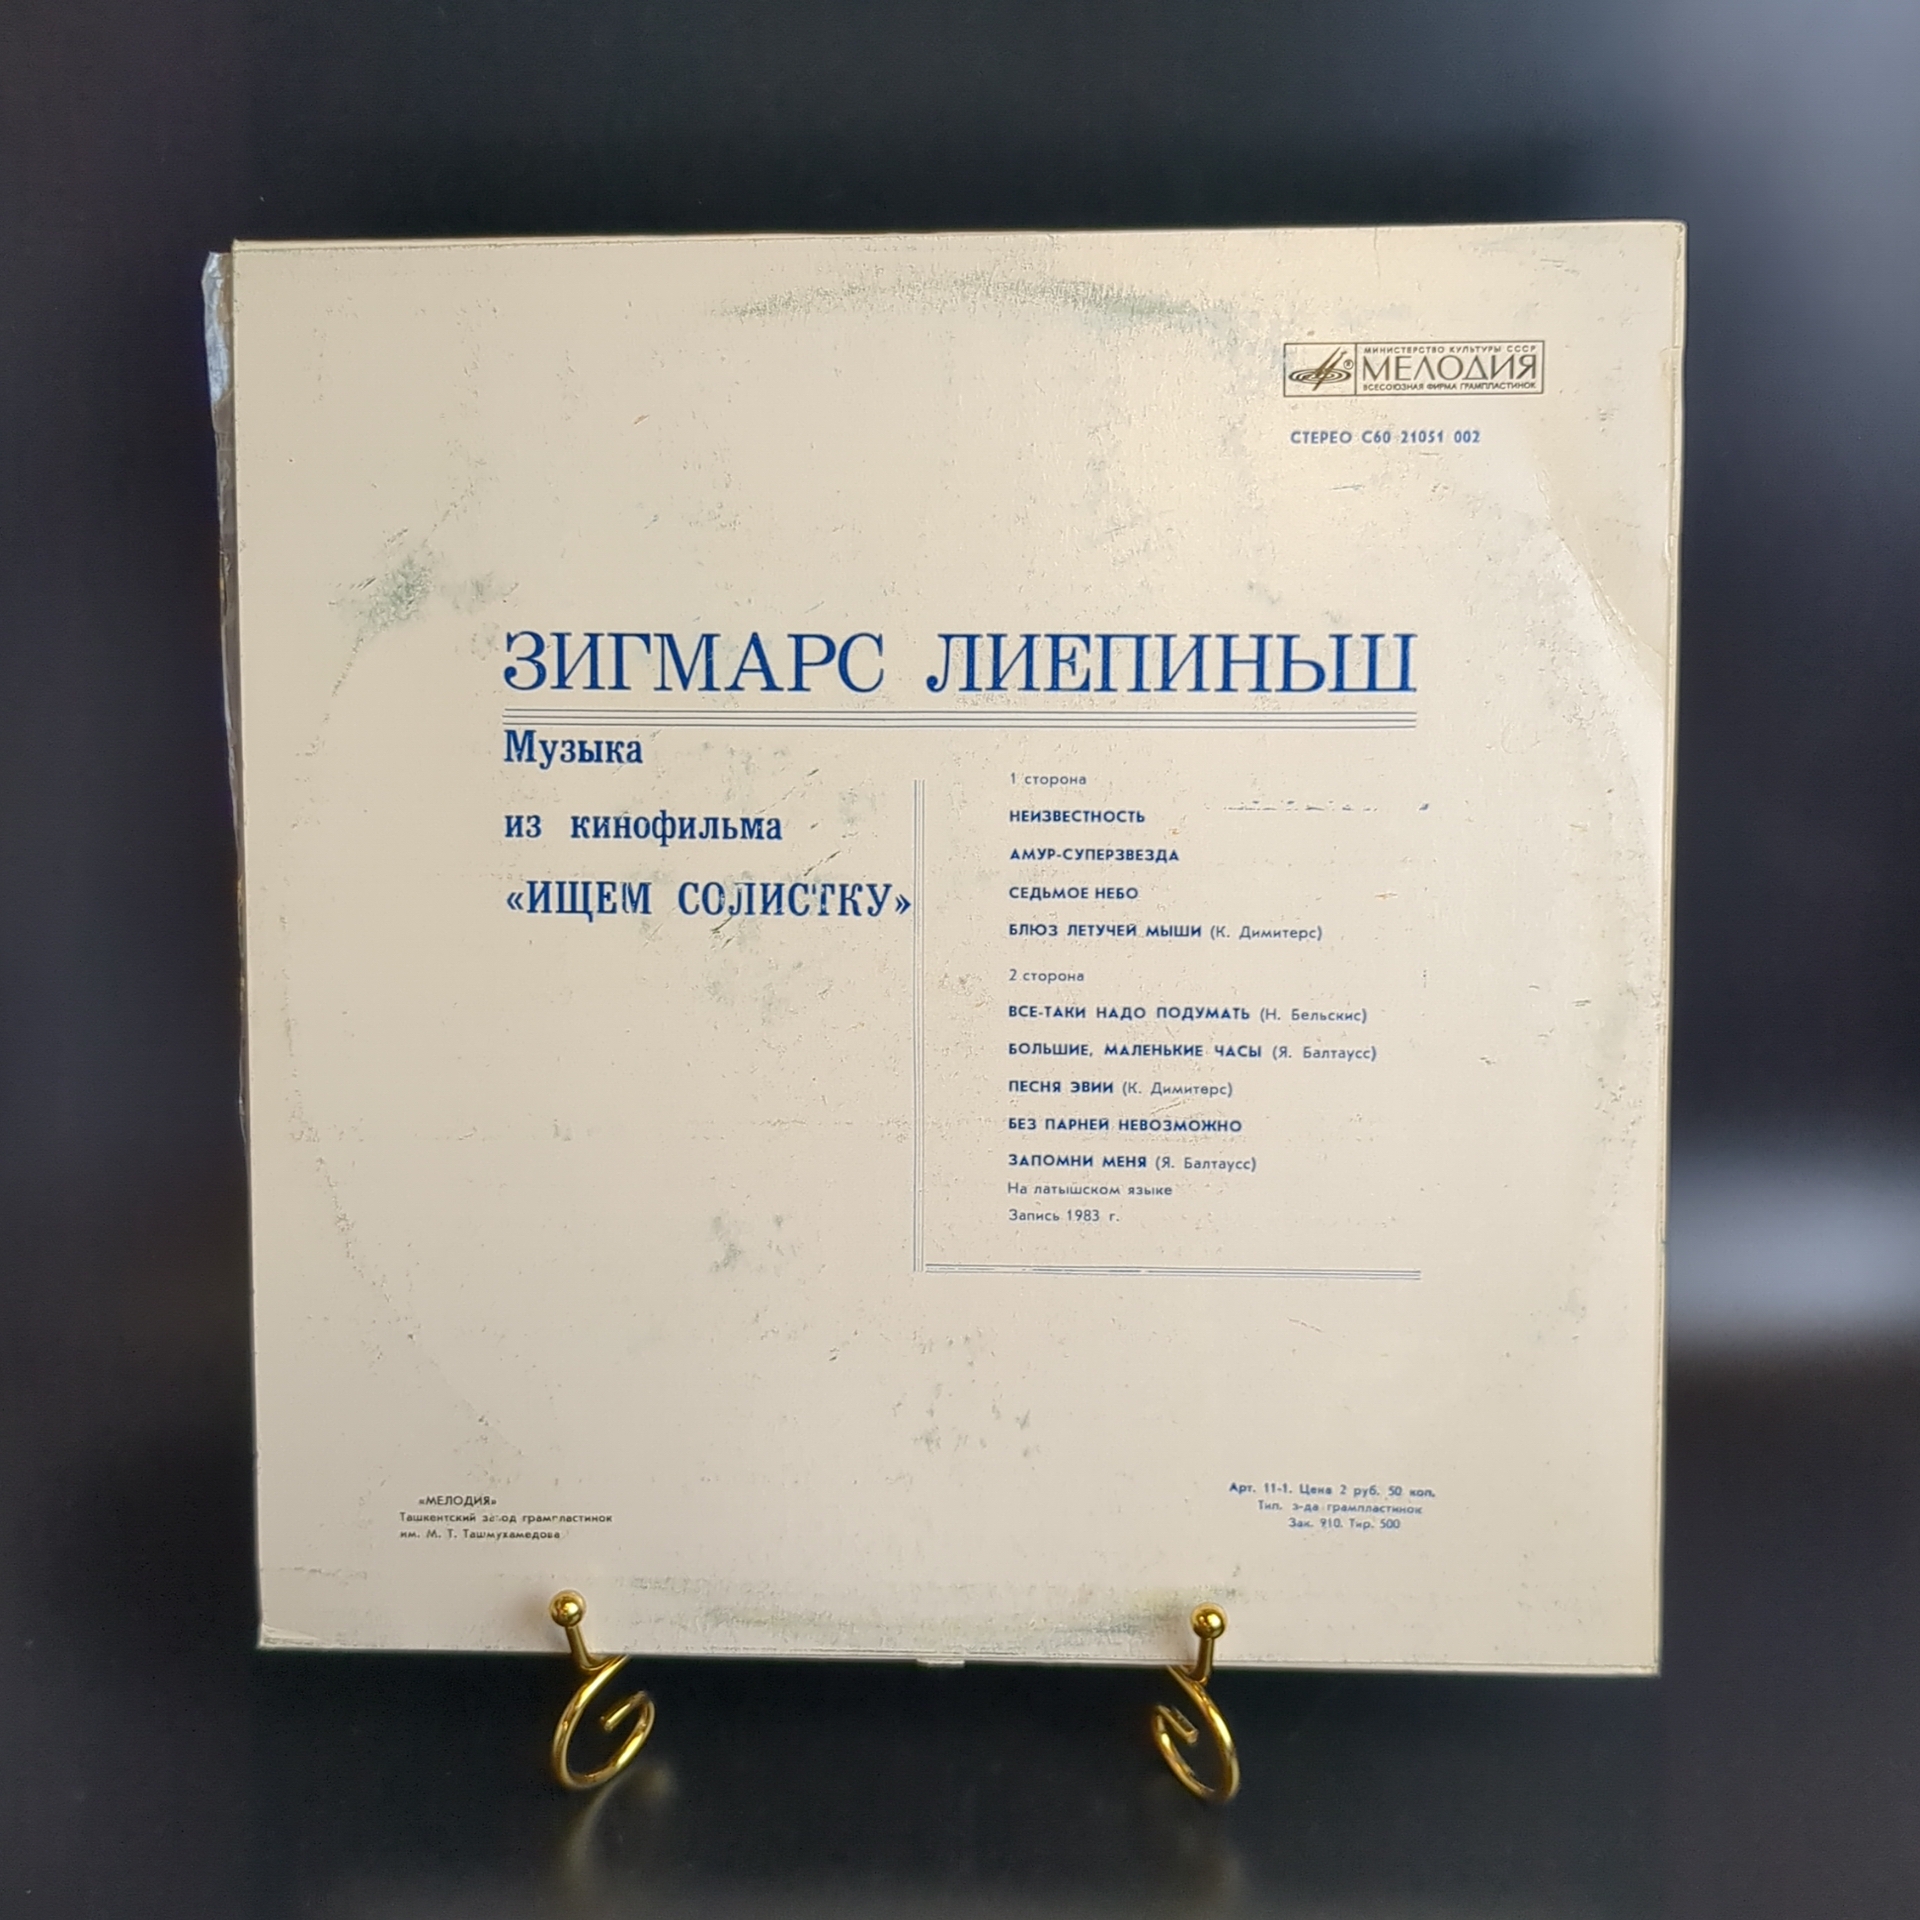 МИНИСТЕРСТВО КУЛЬТУРЫ СССР
МЕЛОДИЯ
ВСЕСОЮЗНАЯ ФИРМА ГРАМПЛАСТИНОК
СТЕРЕО С60 21051 002
ЗИГМАРС ЛИЕПИНЬШ
Музыка
из кинофильма
«ИЩЕМ СОЛИСТКУ»
1 сторона
НЕИЗВЕСТНОСТЬ
АМУР-СУПЕРЗВЕЗДА
СЕДЬМОЕ НЕБО
БЛЮЗ ЛЕТУЧЕЙ МЫШИ (К. Димитерс)
2 сторона
ВСЕ-ТАКИ НАДО ПОДУМАТЬ (Н. Бельскис)
БОЛЬШИЕ, МАЛЕНЬКИЕ ЧАСЫ (Я. Балтаусс)
ПЕСНЯ ЭВИИ (К. Димитерс)
БЕЗ ПАРНЕЙ НЕВОЗМОЖНО
ЗАПОМНИ МЕНЯ (Я. Балтаусс)
На латышском языке
Запись 1983 г.
«МЕЛОДИЯ»
Ташкентский завод грампластинок
им. М. Т. Ташмухамедова
Арт. 11-1. Цена 2 руб. 50 коп.
Тип. з-да грампластинок
Зак. 910. Тир. 500